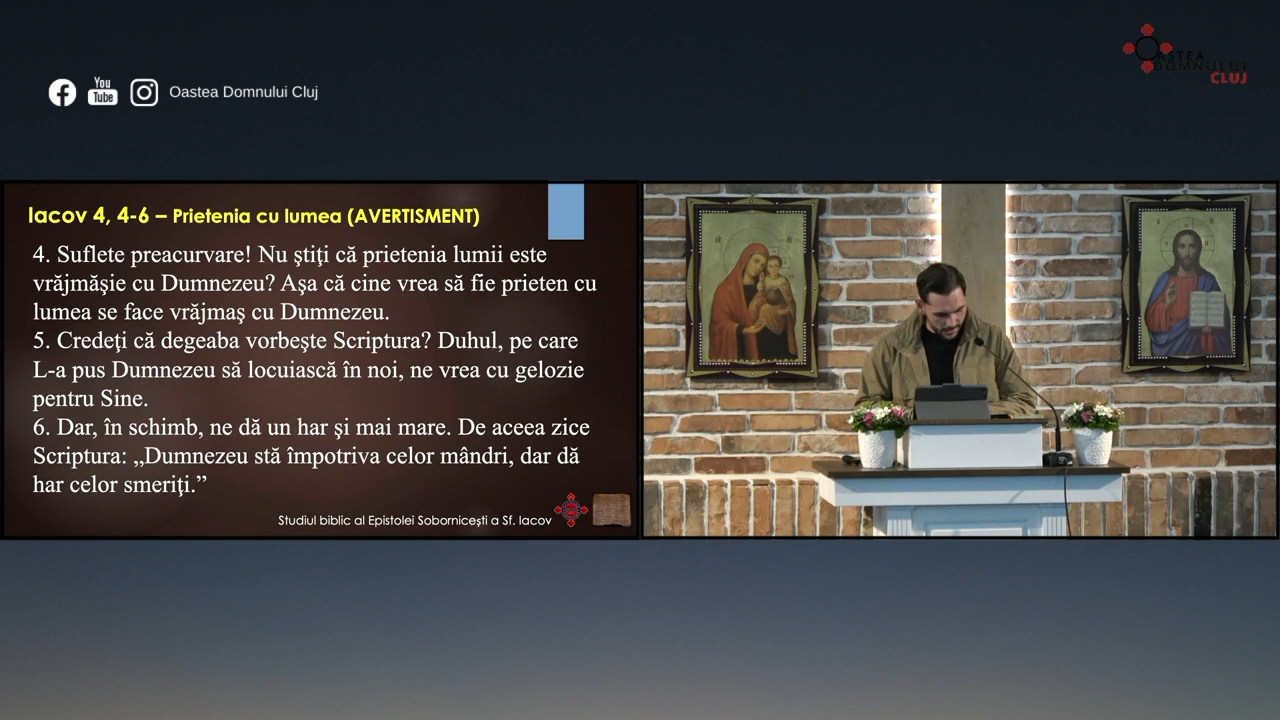 You
Tube
Oastea Domnului Cluj
OASTEA
DOMNULUI
CLUJ
Iacov 4, 4-6 – Prietenia cu lumea (AVERTISMENT)
4. Suflete preacurvare! Nu ştiţi că prietenia lumii este
vrăjmăşie cu Dumnezeu? Aşa că cine vrea să fie prieten cu
lumea se face vrăjmaş cu Dumnezeu.
5. Credeţi că degeaba vorbeşte Scriptura? Duhul, pe care
L-a pus Dumnezeu să locuiască în noi, ne vrea cu gelozie
pentru Sine.
6. Dar, în schimb, ne dă un har şi mai mare. De aceea zice
Scriptura: „Dumnezeu stă împotriva celor mândri, dar dă
har celor smeriţi.”
Studiul biblic al Epistolei Sobornicești a Sf. Iacov